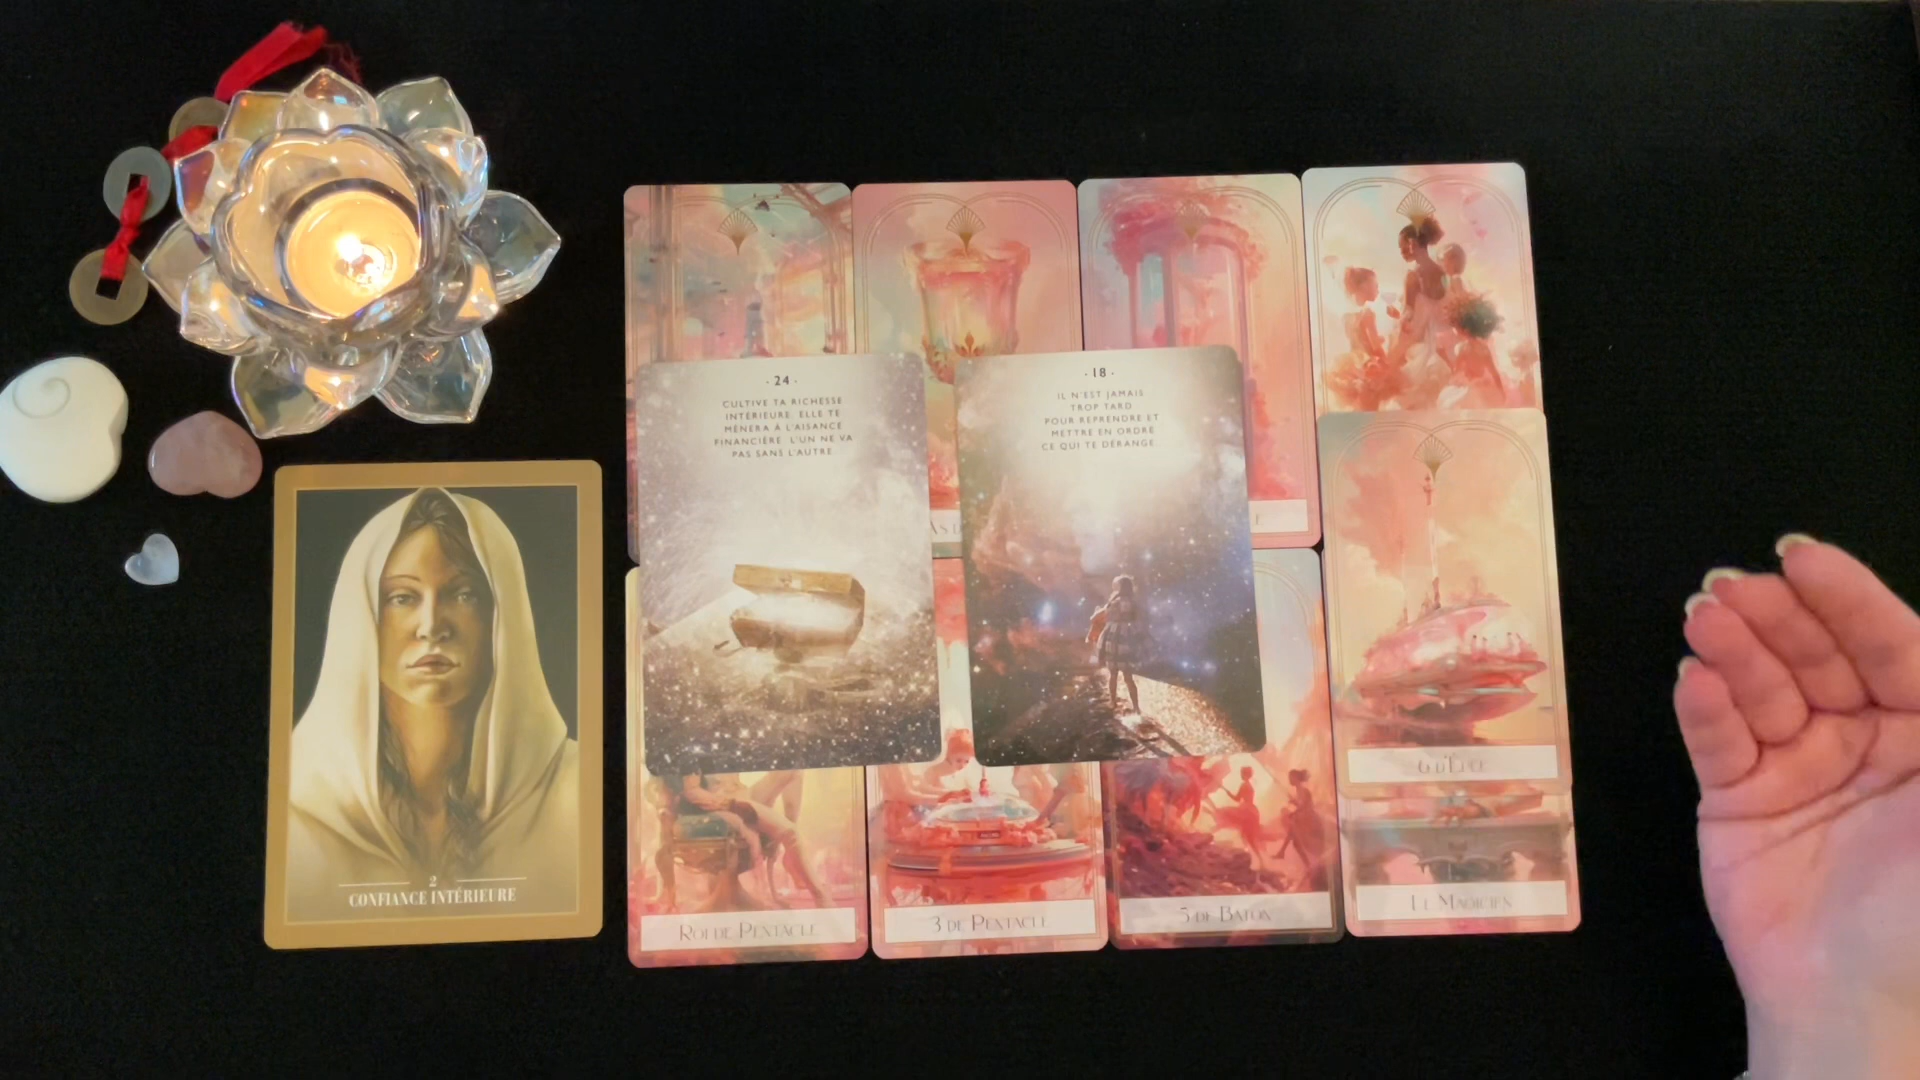 · 24 ·
CULTIVE TA RICHESSE
INTÉRIEURE. ELLE TE
MÈNERA À L'AISANCE
FINANCIÈRE. L'UN NE VA
PAS SANS L'AUTRE.
· 18 ·
IL N'EST JAMAIS
TROP TARD
POUR REPRENDRE ET
METTRE EN ORDRE
CE QUI TE DÉRANGE...
AS
6 D'ÉPÉE
2
CONFIANCE INTÉRIEURE
ROI DE PENTACLE
3 DE PENTACLE
5 DE BATON
LE MAGICIEN